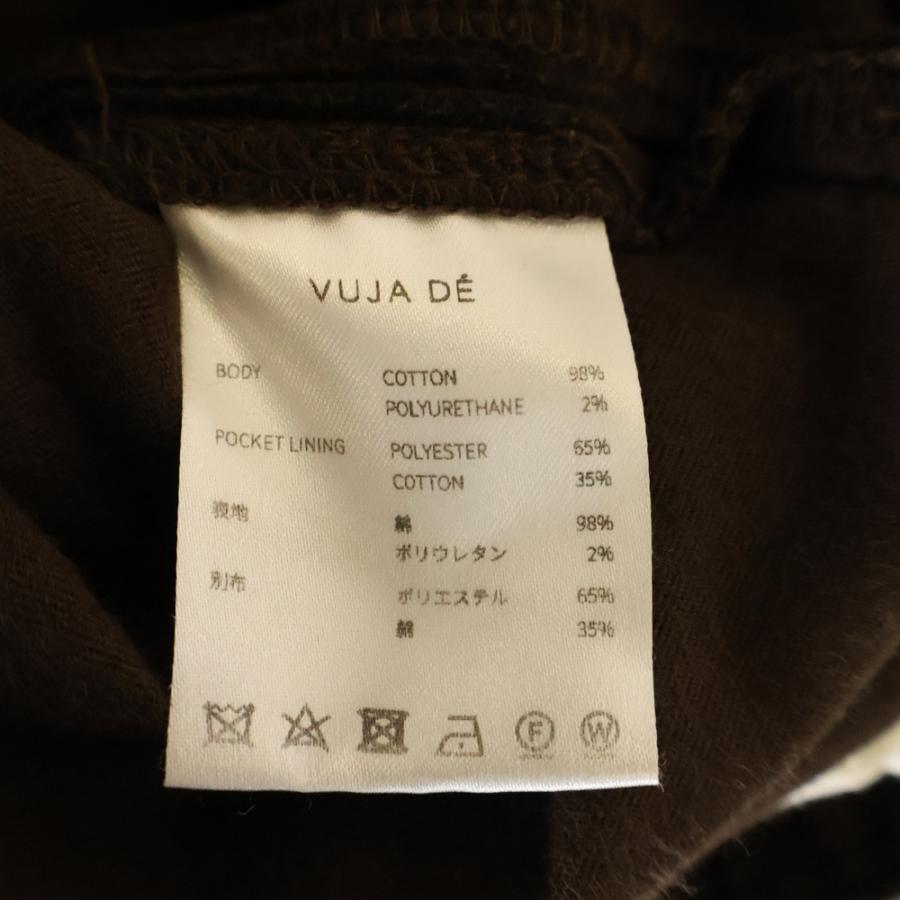 VUJA DÉ
BODY COTTON 98%
POLYURETHANE 2%
POCKET LINING POLYESTER 65%
COTTON 35%
表地 綿 98%
ポリウレタン 2%
別布 ポリエステル 65%
綿 35%
F W